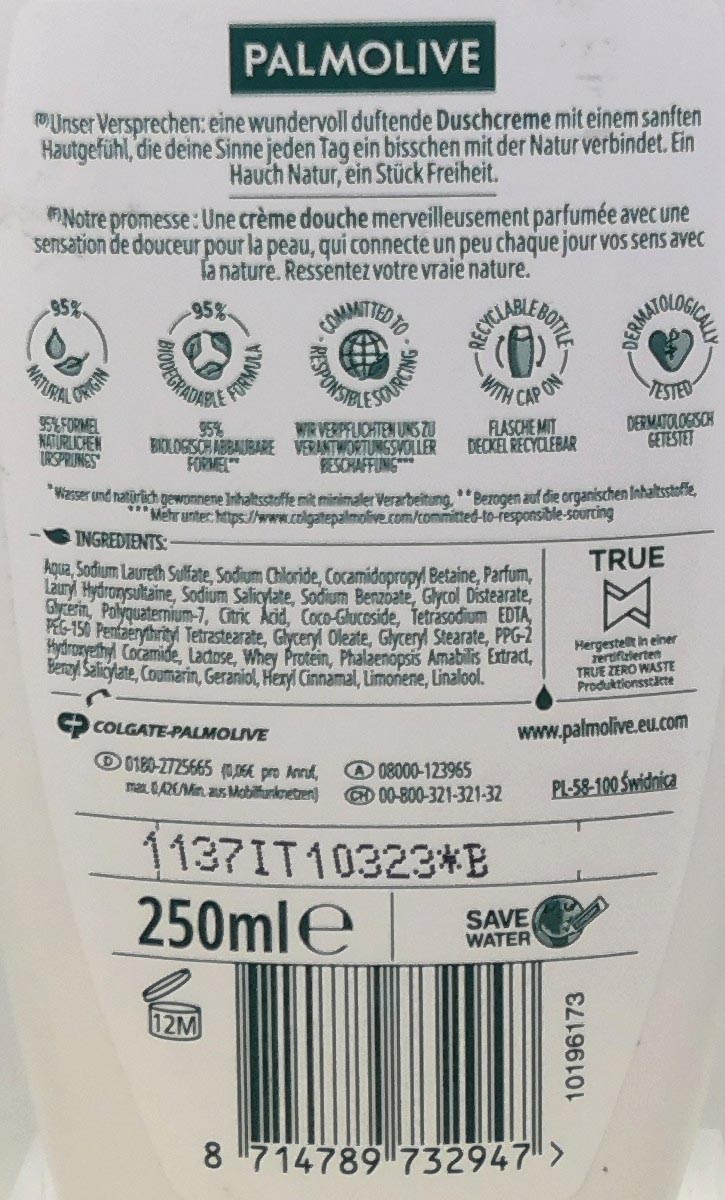 PALMOLIVE
(D)Unser Versprechen: eine wundervoll duftende Duschcreme mit einem sanften
Hautgefühl, die deine Sinne jeden Tag ein bisschen mit der Natur verbindet. Ein
Hauch Natur, ein Stück Freiheit.
(F)Notre promesse : Une crème douche merveilleusement parfumée avec une
sensation de douceur pour la peau, qui connecte un peu chaque jour vos sens avec
la nature. Ressentez votre vraie nature.
95%
NATURAL ORIGIN
95%
BIODEGRADABLE FORMULA
COMMITTED TO
RESPONSIBLE SOURCING
RECYCLABLE BOTTLE
WITH CAP ON
DERMATOLOGICALLY
TESTED
95% FORMEL
NATÜRLICHEN
URSPRUNGS*
95%
BIOLOGISCH ABBAUBARE
FORMEL**
WIR VERPFLICHTEN UNS ZU
VERANTWORTUNGSVOLLER
BESCHAFFUNG***
FLASCHE MIT
DECKEL RECYCLEBAR
DERMATOLOGISCH
GETESTET
*Wasser und natürlich gewonnene Inhaltsstoffe mit minimaler Verarbeitung, **Bezogen auf die organischen Inhaltsstoffe,
***Mehr unter: https://www.colgatepalmolive.com/committed-to-responsible-sourcing
INGREDIENTS:
Aqua, Sodium Laureth Sulfate, Sodium Chloride, Cocamidopropyl Betaine, Parfum,
Lauryl Hydroxysultaine, Sodium Salicylate, Sodium Benzoate, Glycol Distearate,
Glycerin, Polyquaternium-7, Citric Acid, Coco-Glucoside, Tetrasodium EDTA,
PEG-150 Pentaerythrityl Tetrastearate, Glyceryl Oleate, Glyceryl Stearate, PPG-2
Hydroxyethyl Cocamide, Lactose, Whey Protein, Phalaenopsis Amabilis Extract,
Benzyl Salicylate, Coumarin, Geraniol, Hexyl Cinnamal, Limonene, Linalool.
TRUE
Hergestellt in einer
zertifizierten
TRUE ZERO WASTE
Produktionsstätte
CP COLGATE-PALMOLIVE
www.palmolive.eu.com
(D) 0180-2725665 (0,06€ pro Anruf,
max. 0,42€/Min. aus Mobilfunknetzen)
(A) 08000-123965
(CH) 00-800-321-321-32
PL-58-100 Świdnica
1137IT10323*B
250ml e
SAVE
WATER
12M
10196173
8 714789 732947 >